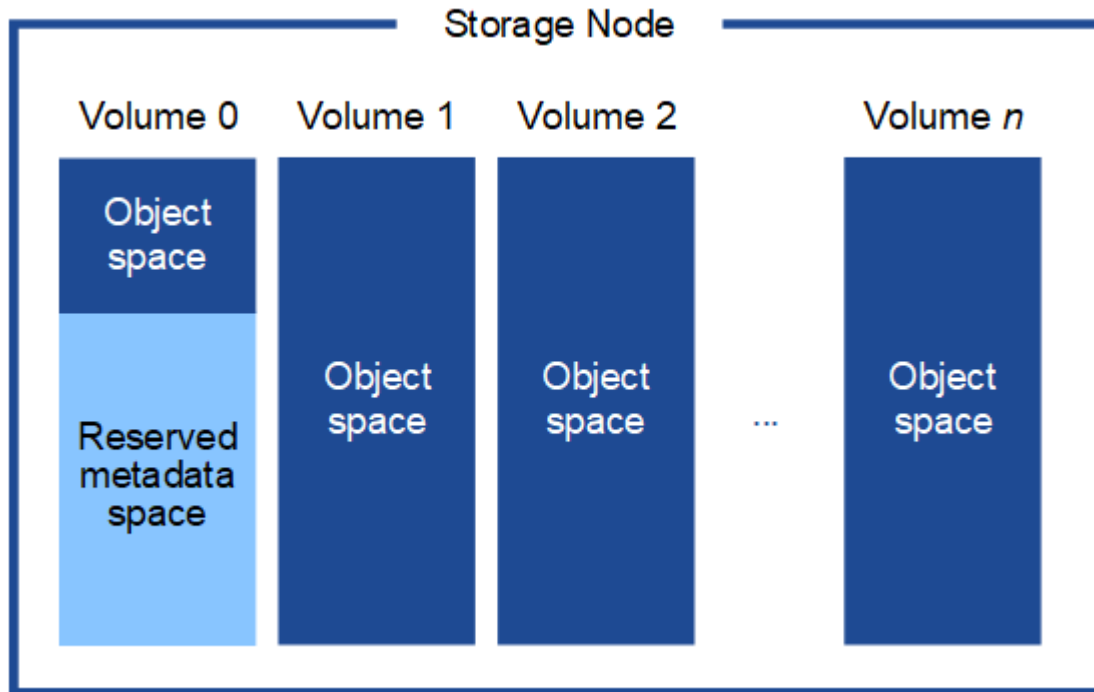 Storage Node
Volume 0
Volume 1
Volume 2
Volume n
Object
space
Reserved
metadata
space
Object
space
Object
space
...
Object
space